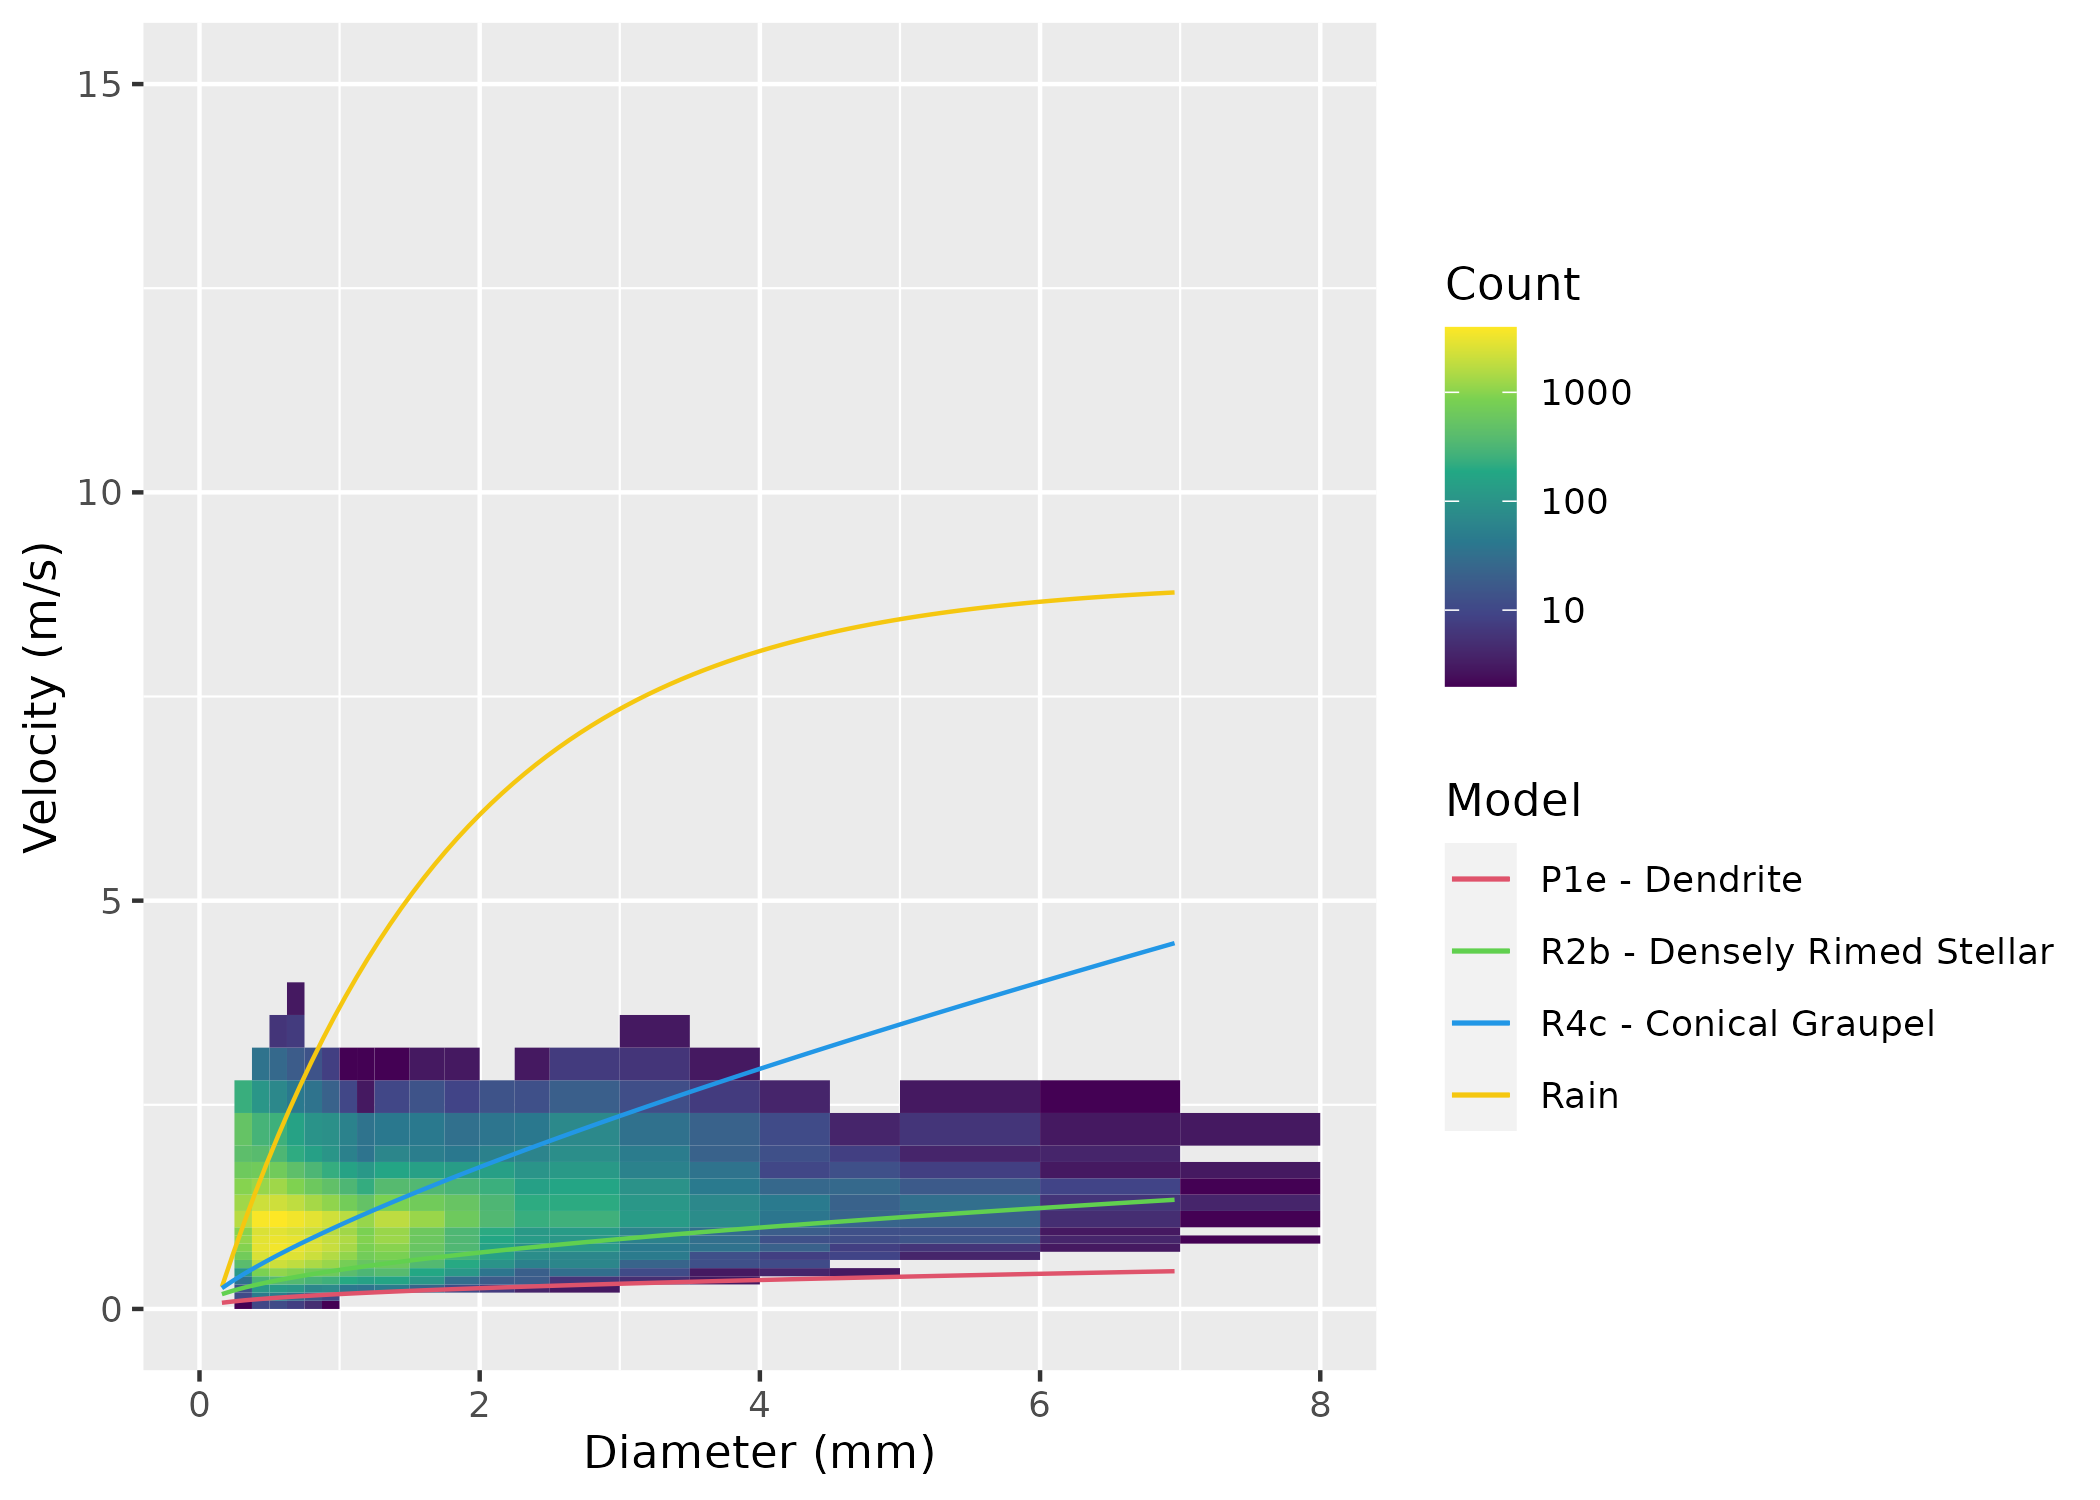 15
10
5
0
Velocity (m/s)
0 2 4 6 8
Diameter (mm)
Count
1000
100
10
Model
P1e - Dendrite
R2b - Densely Rimed Stellar
R4c - Conical Graupel
Rain